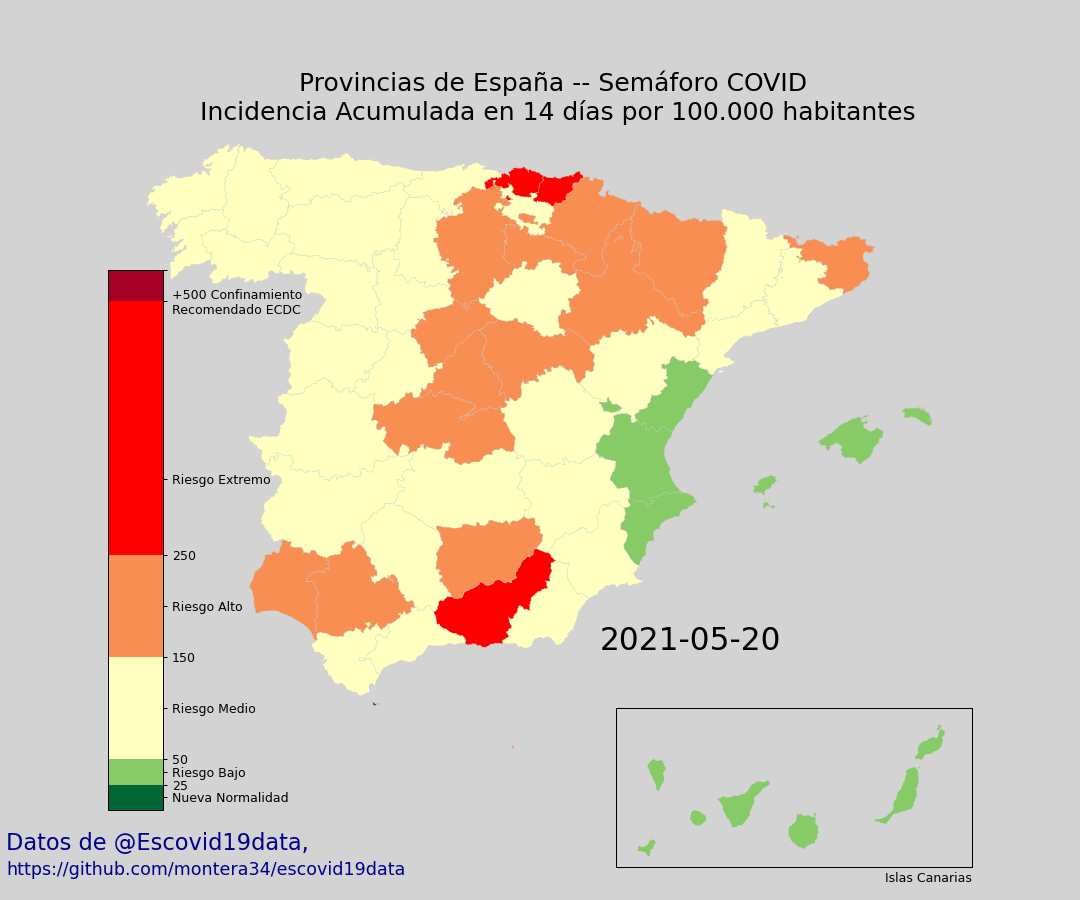 Provincias de España -- Semáforo COVID
Incidencia Acumulada en 14 días por 100.000 habitantes
+500 Confinamiento
Recomendado ECDC
Riesgo Extremo
250
Riesgo Alto
150
Riesgo Medio
50
Riesgo Bajo
25
Nueva Normalidad
2021-05-20
Islas Canarias
Datos de @Escovid19data,
https://github.com/montera34/escovid19data